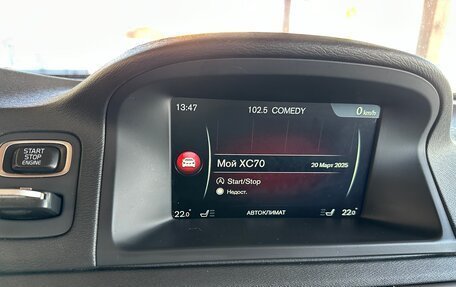 13:47 102.5 COMEDY 0 km/h
START
STOP
ENGINE
Мой XC70 20 Март 2025
Start/Stop
Недост.
22.0 АВТОКЛИМАТ 22.0